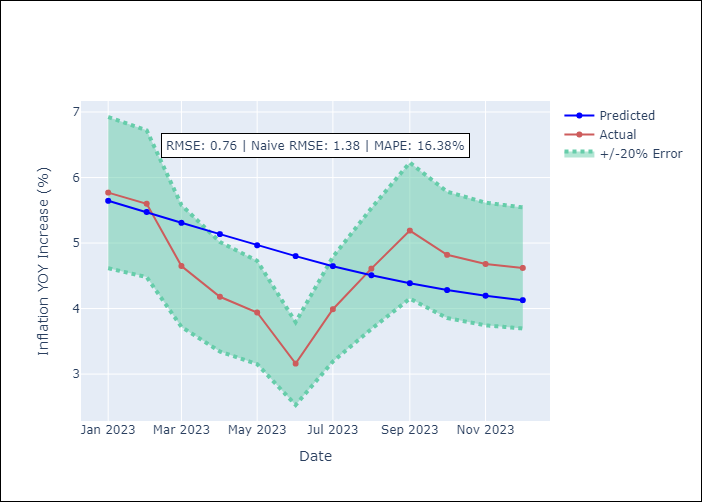 RMSE: 0.76 | Naive RMSE: 1.38 | MAPE: 16.38%
Predicted
Actual
+/-20% Error
Inflation YOY Increase (%)
7
6
5
4
3
Jan 2023 Mar 2023 May 2023 Jul 2023 Sep 2023 Nov 2023
Date